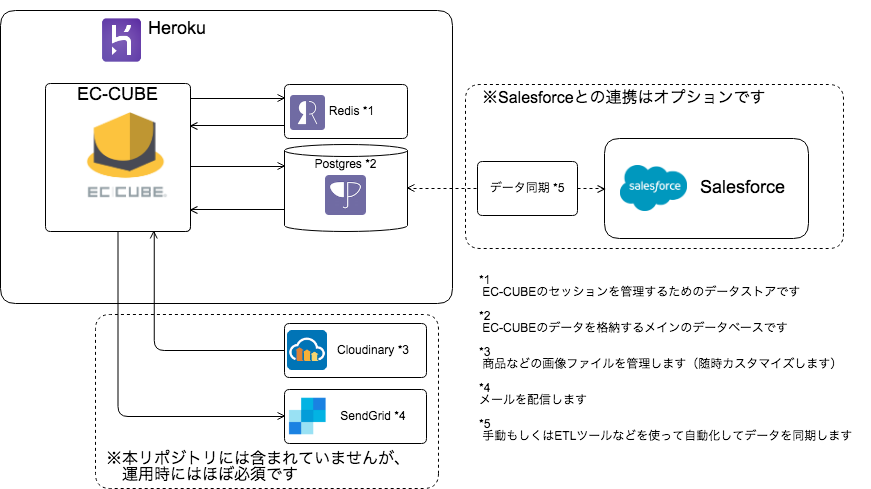 Heroku
EC-CUBE
EC CUBE.
Redis *1
Postgres *2
※Salesforceとの連携はオプションです
データ同期 *5
salesforce
Salesforce
*1
EC-CUBEのセッションを管理するためのデータストアです
*2
EC-CUBEのデータを格納するメインのデータベースです
*3
商品などの画像ファイルを管理します（随時カスタマイズします）
*4
メールを配信します
*5
手動もしくはETLツールなどを使って自動化してデータを同期します
Cloudinary *3
SendGrid *4
※本リポジトリには含まれていませんが、
運用時にはほぼ必須です